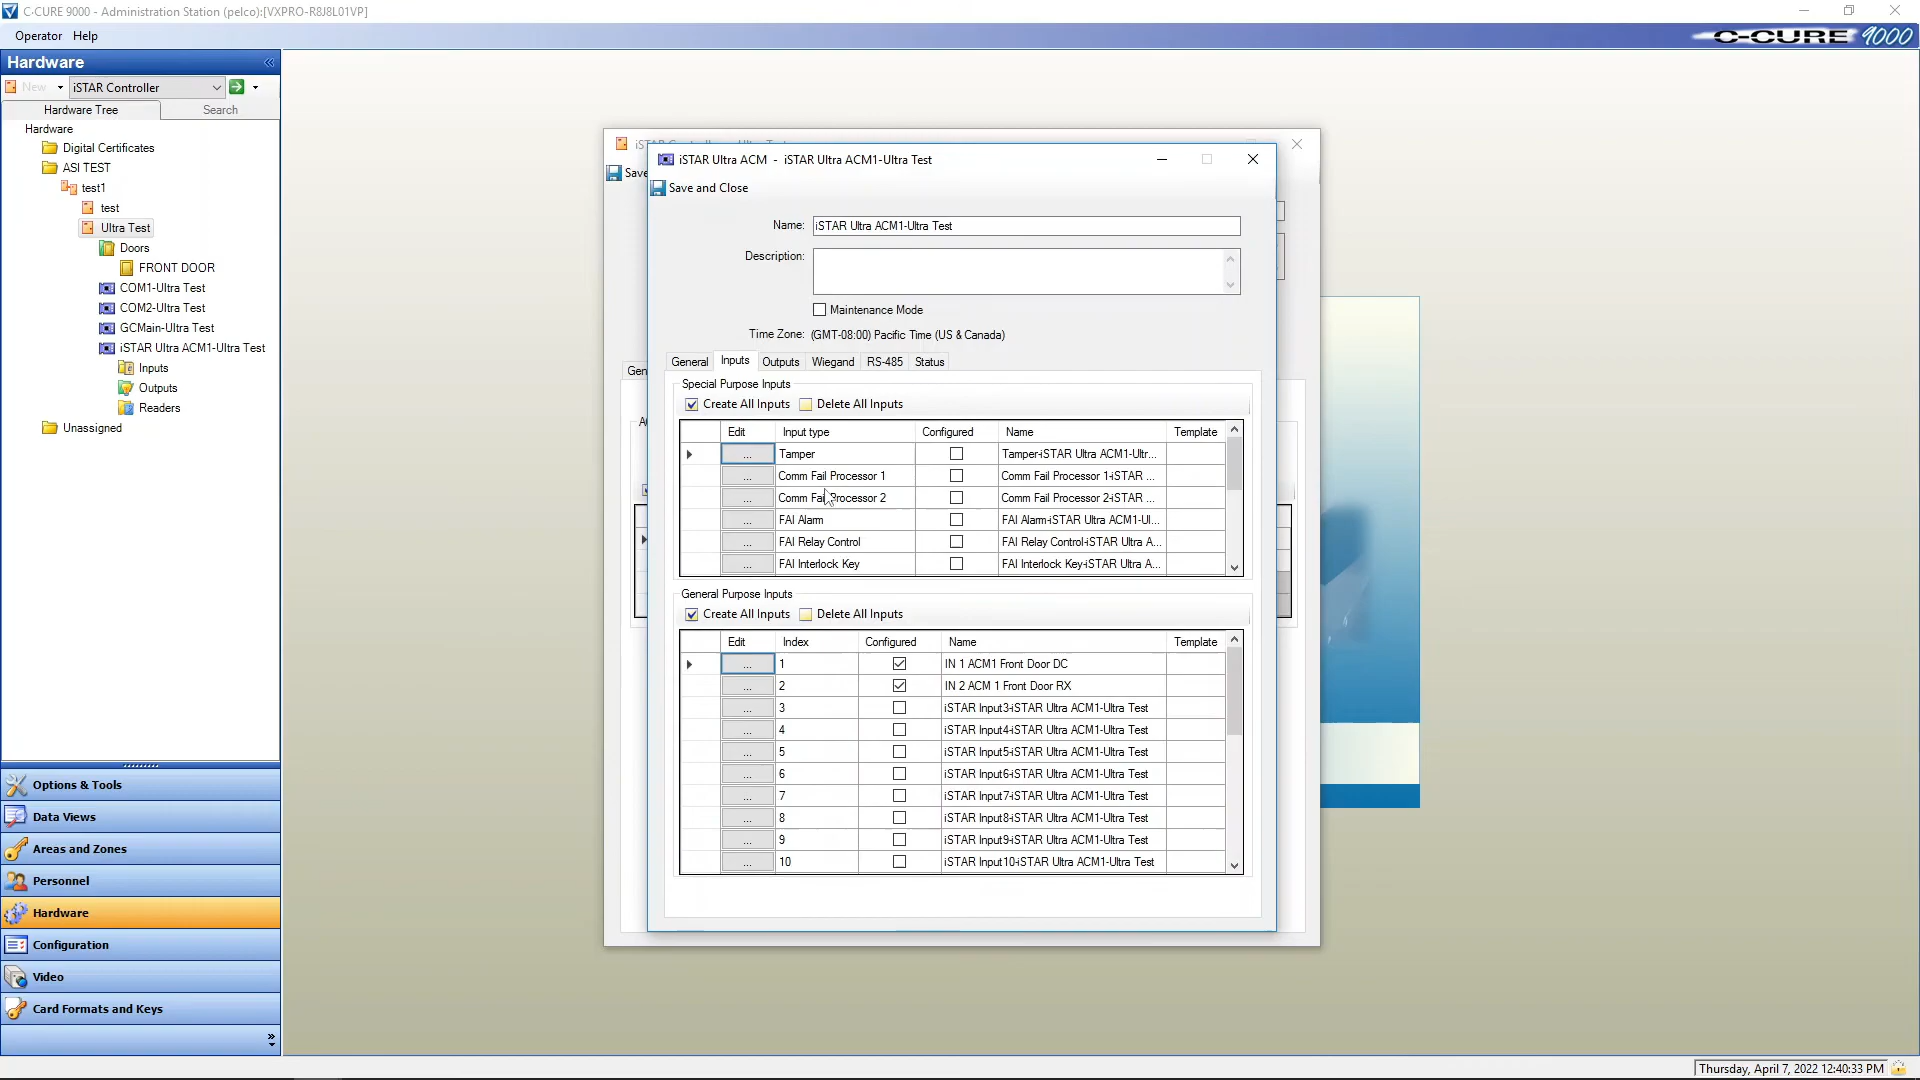 C•CURE 9000 - Administration Station (pelco):[VXPRO-R8J8L01VP]
Operator Help
C•CURE 9000
Hardware
New iSTAR Controller
Hardware Tree Search
Hardware
Digital Certificates
ASI TEST
test1
test
Ultra Test
Doors
FRONT DOOR
COM1-Ultra Test
COM2-Ultra Test
GCMain-Ultra Test
iSTAR Ultra ACM1-Ultra Test
Inputs
Outputs
Readers
Unassigned
Options & Tools
Data Views
Areas and Zones
Personnel
Hardware
Configuration
Video
Card Formats and Keys
Save
iSTAR Ultra ACM - iSTAR Ultra ACM1-Ultra Test
Save and Close
Name: iSTAR Ultra ACM1-Ultra Test
Description:
Maintenance Mode
Time Zone: (GMT-08:00) Pacific Time (US & Canada)
General Inputs Outputs Wiegand RS-485 Status
Special Purpose Inputs
Create All Inputs Delete All Inputs
Edit Input type Configured Name Template
... Tamper Tamper-iSTAR Ultra ACM1-Ultr...
... Comm Fail Processor 1 Comm Fail Processor 1-iSTAR ...
... Comm Fail Processor 2 Comm Fail Processor 2-iSTAR ...
... FAI Alarm FAI Alarm-iSTAR Ultra ACM1-Ul...
... FAI Relay Control FAI Relay Control-iSTAR Ultra A...
... FAI Interlock Key FAI Interlock Key-iSTAR Ultra A...
General Purpose Inputs
Create All Inputs Delete All Inputs
Edit Index Configured Name Template
... 1 IN 1 ACM1 Front Door DC
... 2 IN 2 ACM 1 Front Door RX
... 3 iSTAR Input3-iSTAR Ultra ACM1-Ultra Test
... 4 iSTAR Input4-iSTAR Ultra ACM1-Ultra Test
... 5 iSTAR Input5-iSTAR Ultra ACM1-Ultra Test
... 6 iSTAR Input6-iSTAR Ultra ACM1-Ultra Test
... 7 iSTAR Input7-iSTAR Ultra ACM1-Ultra Test
... 8 iSTAR Input8-iSTAR Ultra ACM1-Ultra Test
... 9 iSTAR Input9-iSTAR Ultra ACM1-Ultra Test
... 10 iSTAR Input10-iSTAR Ultra ACM1-Ultra Test
Thursday, April 7, 2022 12:40:33 PM